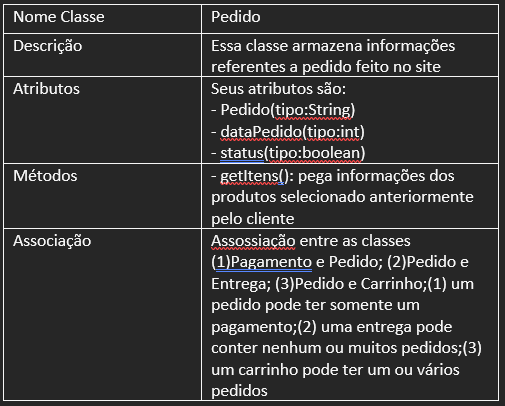 Nome Classe
Pedido
Descrição
Essa classe armazena informações
referentes a pedido feito no site
Atributos
Seus atributos são:
- Pedido(tipo:String)
- dataPedido(tipo:int)
- status(tipo:boolean)
Métodos
- getItens(): pega informações dos
produtos selecionado anteriormente
pelo cliente
Associação
Assossiação entre as classes
(1)Pagamento e Pedido; (2)Pedido e
Entrega; (3)Pedido e Carrinho;(1) um
pedido pode ter somente um
pagamento;(2) uma entrega pode
conter nenhum ou muitos pedidos;(3)
um carrinho pode ter um ou vários
pedidos